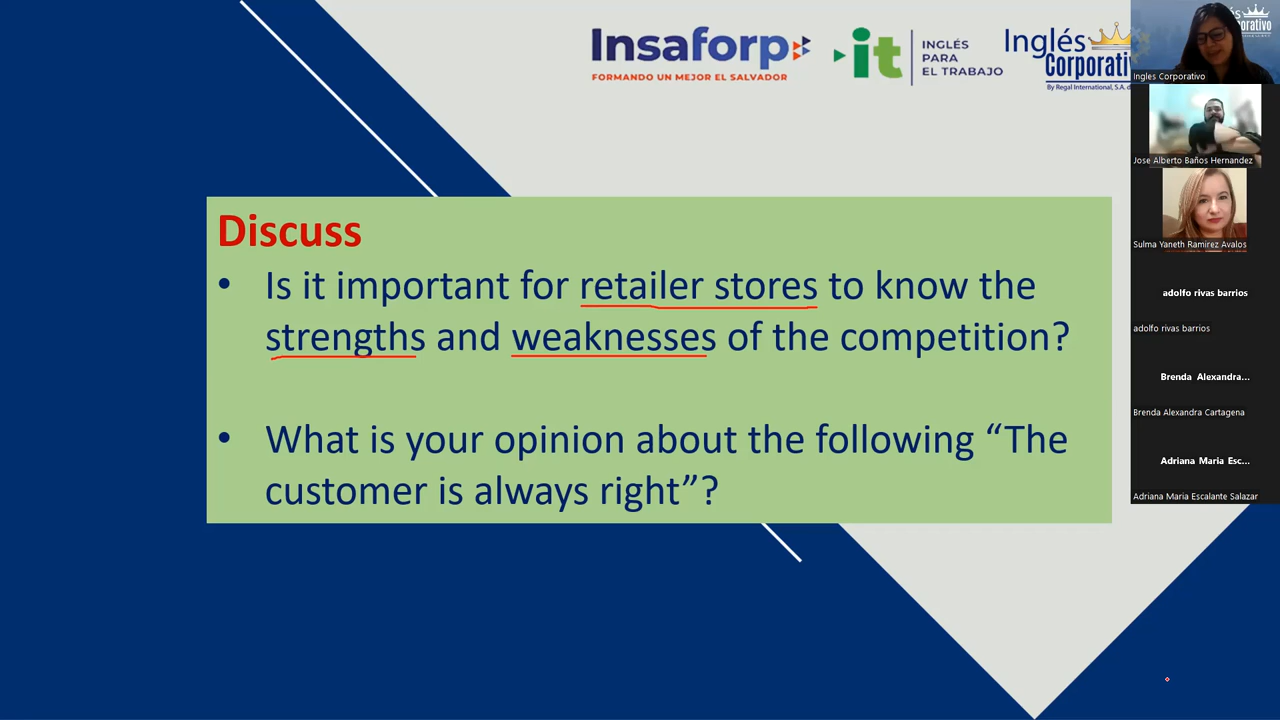 Insaforp
FORMANDO UN MEJOR EL SALVADOR
it
INGLÉS
PARA
EL TRABAJO
Inglés
Corporativ
By Regal International, S.A. d
Ingles Corporativo
Jose Alberto Baños Hernandez
Sulma Yaneth Ramirez Avalos
adolfo rivas barrios
adolfo rivas barrios
Brenda Alexandra...
Brenda Alexandra Cartagena
Adriana Maria Esc...
Adriana Maria Escalante Salazar
Discuss
• Is it important for retailer stores to know the
strengths and weaknesses of the competition?
• What is your opinion about the following “The
customer is always right”?